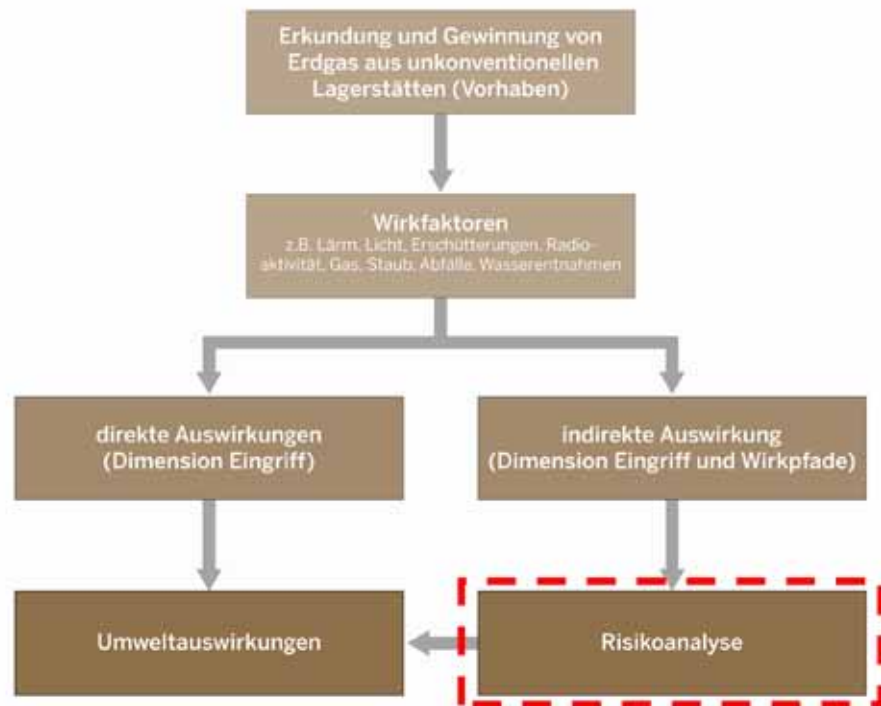 Erkundung und Gewinnung von
Erdgas aus unkonventionellen
Lagerstätten (Vorhaben)
Wirkfaktoren
z.B. Lärm, Licht, Erschütterungen, Radio-
aktivität, Gas, Staub, Abfälle, Wasserentnahmen
direkte Auswirkungen
(Dimension Eingriff)
indirekte Auswirkung
(Dimension Eingriff und Wirkpfade)
Umweltauswirkungen
Risikoanalyse